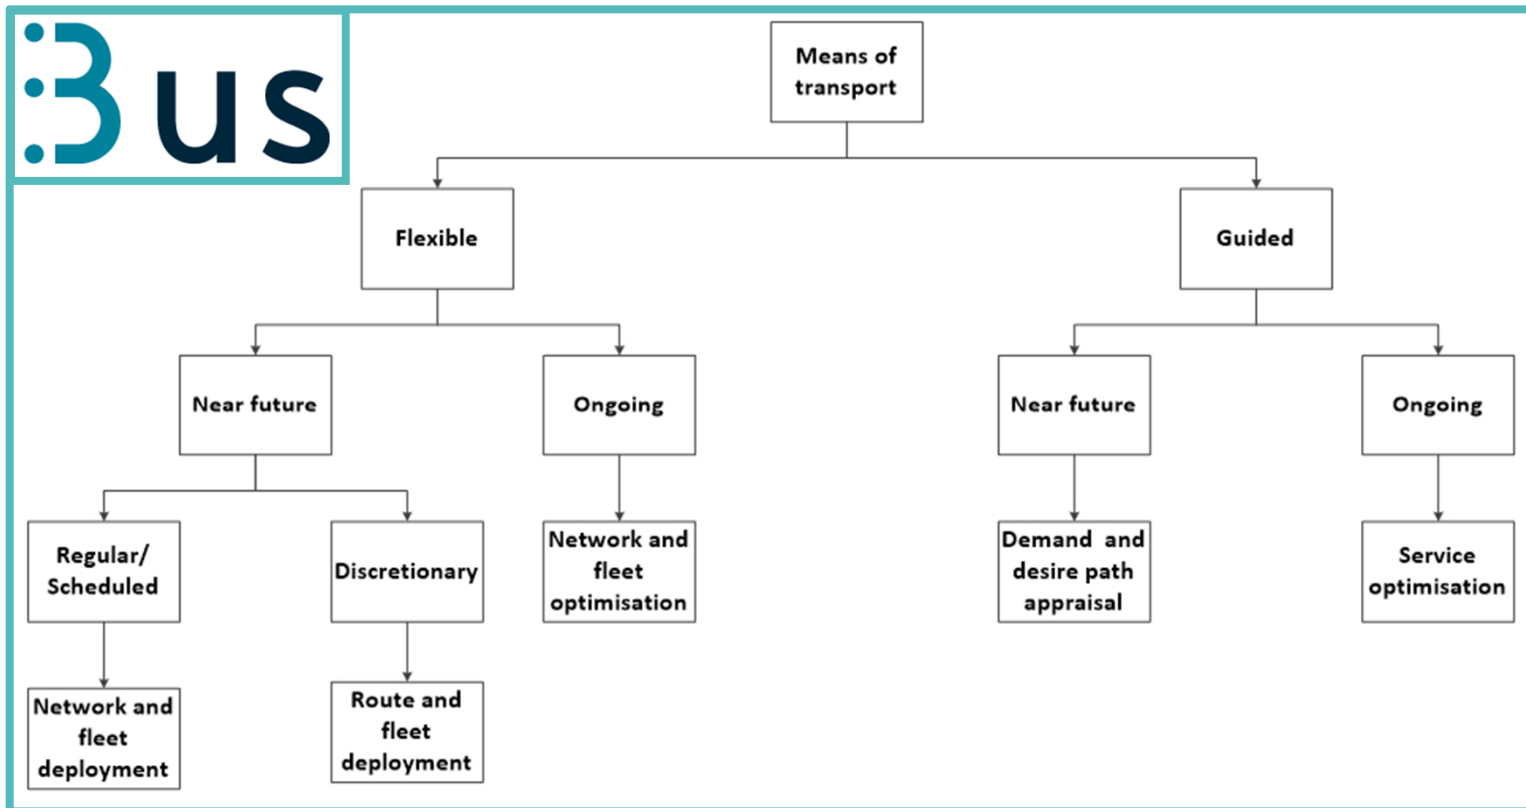 Bus
Means of
transport
Flexible
Guided
Near future
Ongoing
Near future
Ongoing
Regular/
Scheduled
Discretionary
Network and
fleet
optimisation
Demand and
desire path
appraisal
Service
optimisation
Network and
fleet
deployment
Route and
fleet
deployment